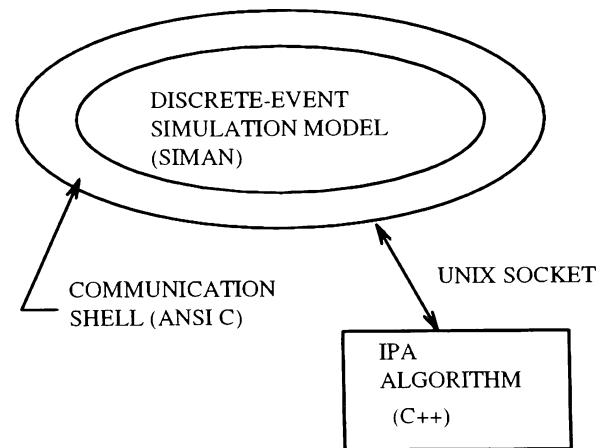 DISCRETE-EVENT
SIMULATION MODEL
(SIMAN)
COMMUNICATION
SHELL (ANSI C)
UNIX SOCKET
IPA
ALGORITHM
(C++)